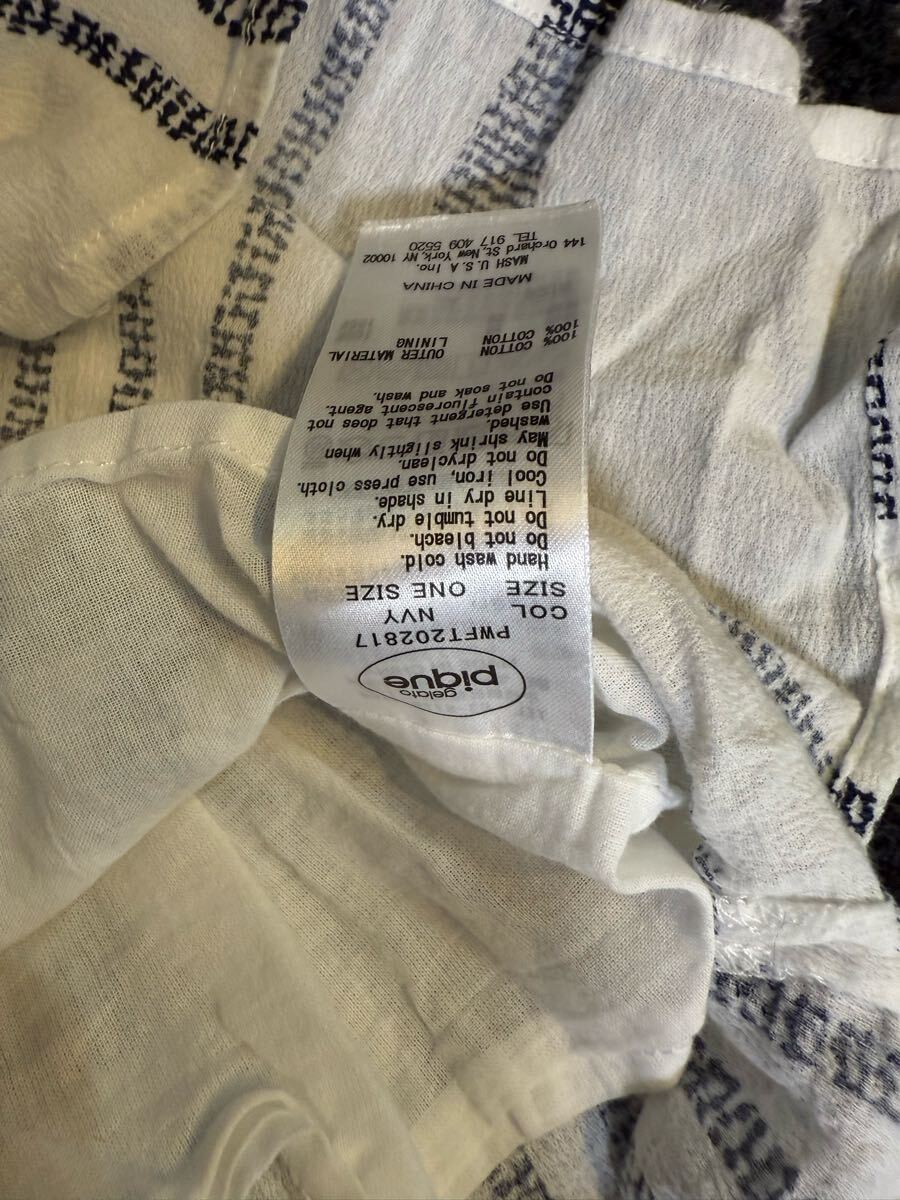 gelato
pique
PWFT202817
COL NVY
SIZE ONE SIZE
Hand wash cold.
Do not bleach.
Do not tumble dry.
Line dry in shade.
Cool iron, use press cloth.
Do not dryclean.
May shrink slightly when
washed.
Use detergent that does not
contain fluorescent agent.
Do not soak and wash.
OUTER MATERIAL 100% COTTON
LINING 100% COTTON
MADE IN CHINA
MASH U.S.A Inc.
144 Orchard St, New York, NY 10002
TEL 917 409 5520